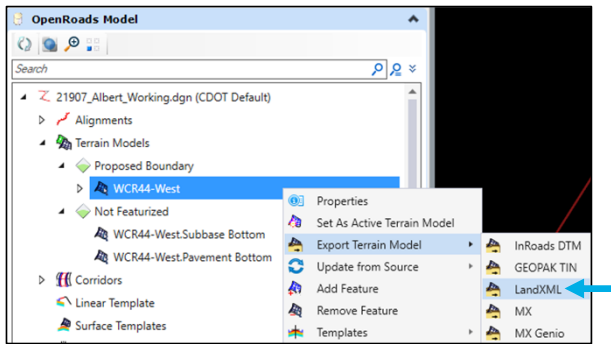 OpenRoads Model
Search
21907_Albert_Working.dgn (CDOT Default)
Alignments
Terrain Models
Proposed Boundary
WCR44-West
Not Featurized
WCR44-West.Subbase Bottom
WCR44-West.Pavement Bottom
Corridors
Linear Template
Surface Templates
Properties
Set As Active Terrain Model
Export Terrain Model
Update from Source
Add Feature
Remove Feature
Templates
InRoads DTM
GEOPAK TIN
LandXML
MX
MX Genio